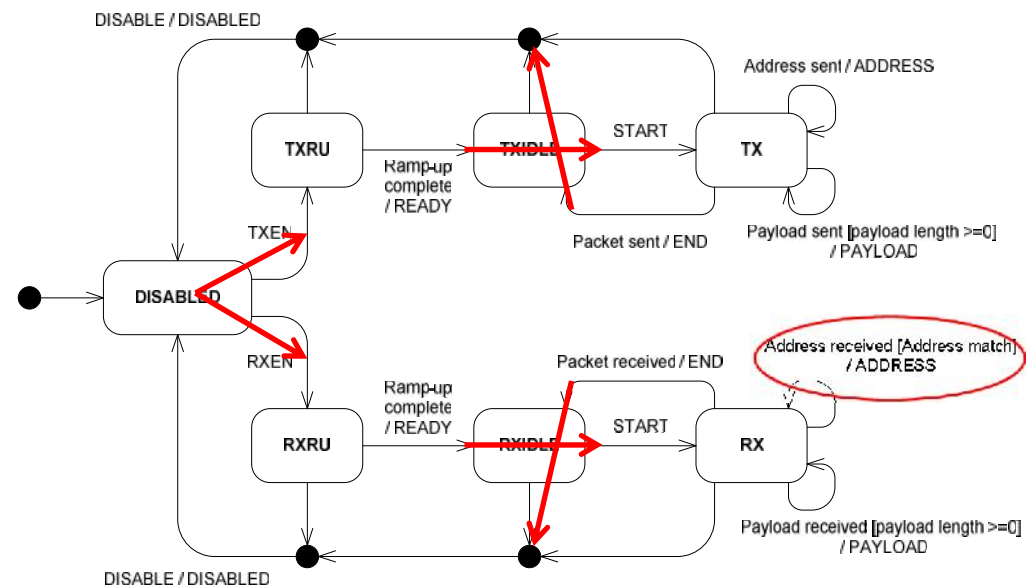 DISABLE / DISABLED
Address sent / ADDRESS
TXRU
Ramp-up
complete
/ READY
TXIDLE
START
TX
TXEN
Packet sent / END
Payload sent [payload length >=0]
/ PAYLOAD
DISABLED
RXEN
Packet received / END
Address received [Address match]
/ ADDRESS
RXRU
Ramp-up
complete
/ READY
RXIDLE
START
RX
Payload received [payload length >=0]
/ PAYLOAD
DISABLE / DISABLED